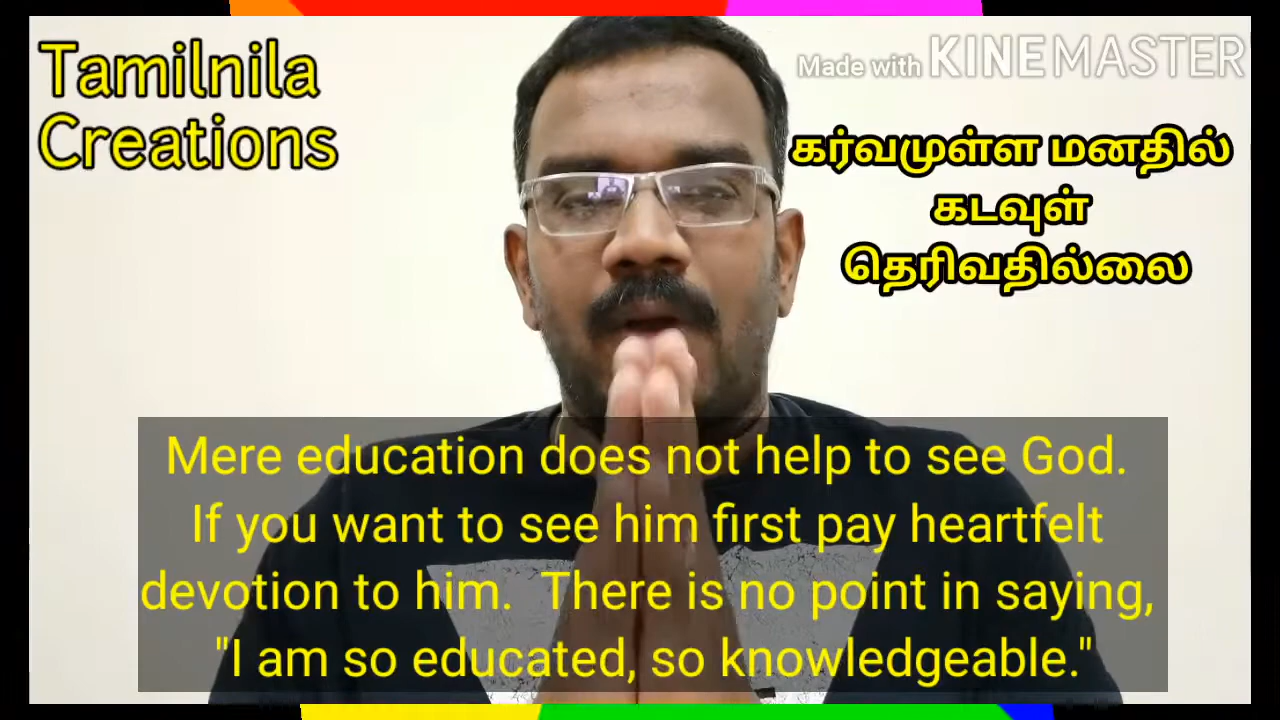 Tamilnila
Creations
Made with KINEMASTER
கர்வமுள்ள மனதில்
கடவுள்
தெரிவதில்லை
Mere education does not help to see God.
If you want to see him first pay heartfelt
devotion to him. There is no point in saying,
"I am so educated, so knowledgeable."